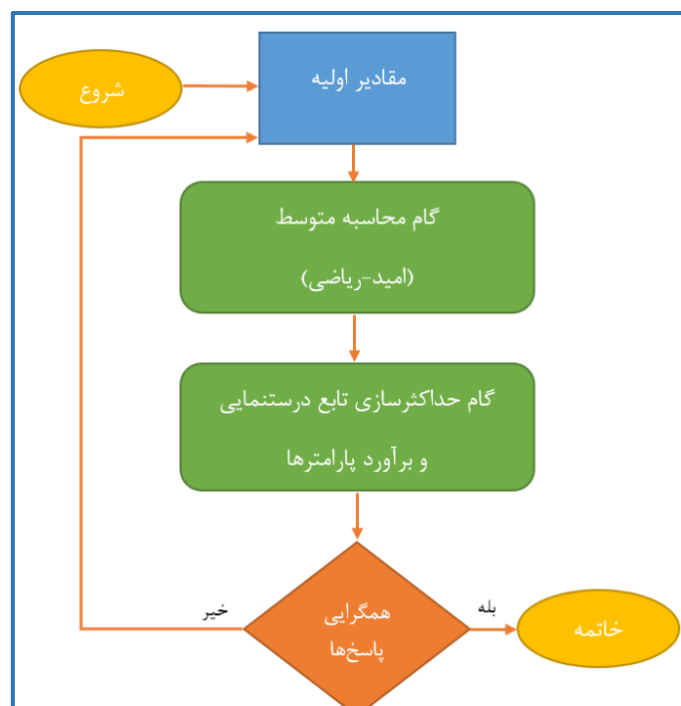 شروع
مقادیر اولیه
گام محاسبه متوسط
(امید-ریاضی)
گام حداکثرسازی تابع درستنمایی
و برآورد پارامترها
خیر
همگرایی
پاسخ‌ها
بله
خاتمه